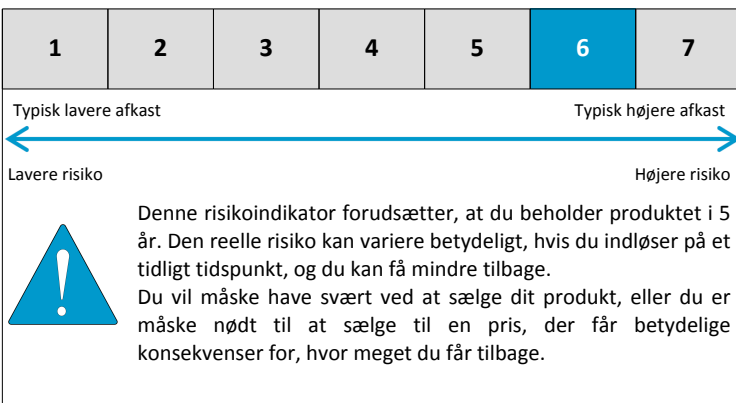 1 2 3 4 5 6 7
Typisk lavere afkast Typisk højere afkast
Lavere risiko Højere risiko
Denne risikoindikator forudsætter, at du beholder produktet i 5
år. Den reelle risiko kan variere betydeligt, hvis du indløser på et
tidligt tidspunkt, og du kan få mindre tilbage.
Du vil måske have svært ved at sælge dit produkt, eller du er
måske nødt til at sælge til en pris, der får betydelige
konsekvenser for, hvor meget du får tilbage.